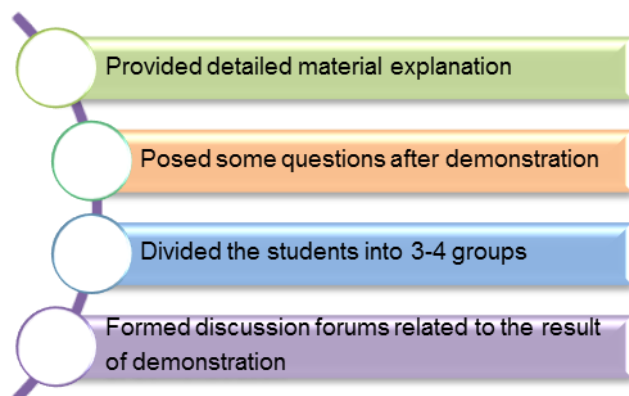 Provided detailed material explanation
Posed some questions after demonstration
Divided the students into 3-4 groups
Formed discussion forums related to the result
of demonstration